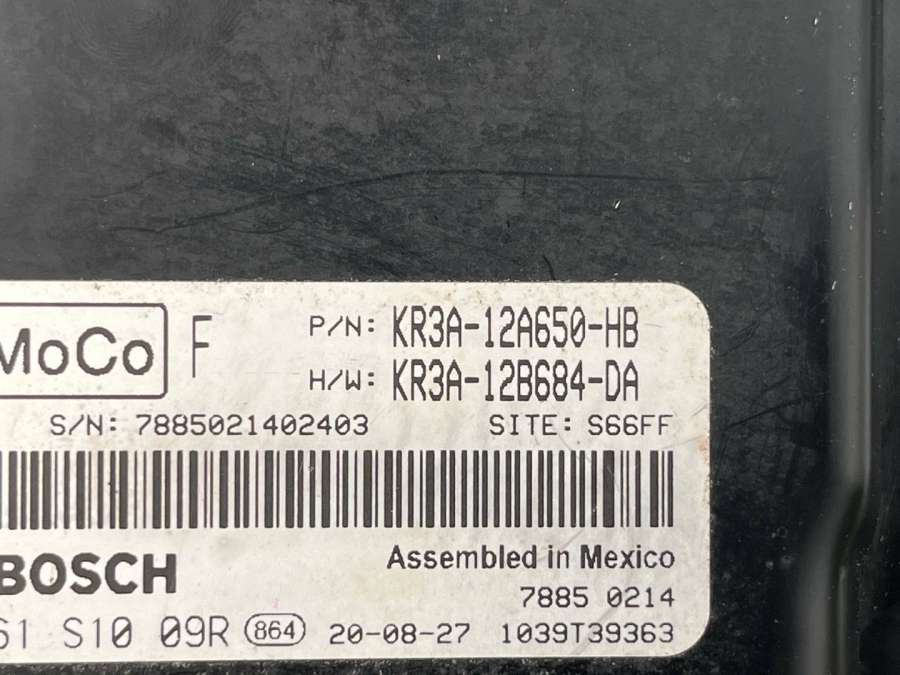 MoCo F P/N: KR3A-12A650-HB
H/W: KR3A-12B684-DA
S/N: 7885021402403 SITE: S66FF
BOSCH Assembled in Mexico
7885 0214
61 S10 09R 864 20-08-27 1039T39363